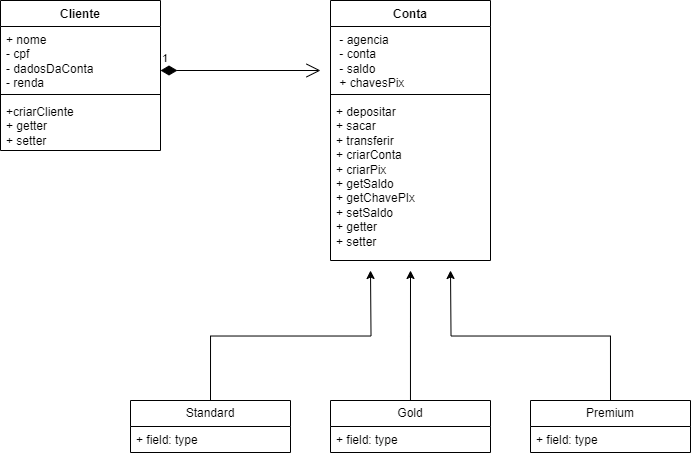 Cliente
+ nome
- cpf
- dadosDaConta
- renda
+criarCliente
+ getter
+ setter
1
Conta
- agencia
- conta
- saldo
+ chavesPix
+ depositar
+ sacar
+ transferir
+ criarConta
+ criarPix
+ getSaldo
+ getChavePIx
+ setSaldo
+ getter
+ setter
Standard
+ field: type
Gold
+ field: type
Premium
+ field: type